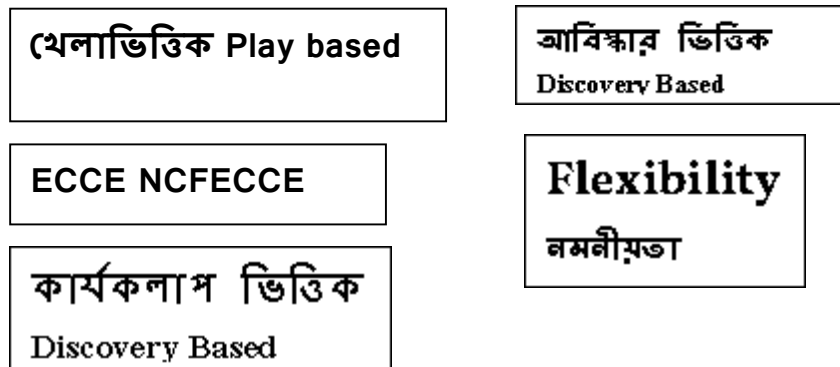 খেলাভিত্তিক Play based
আবিস্কার ভিত্তিক
Discovery Based
ECCE NCFECCE
Flexibility
নমনীয়তা
কার্যকলাপ ভিত্তিক
Discovery Based